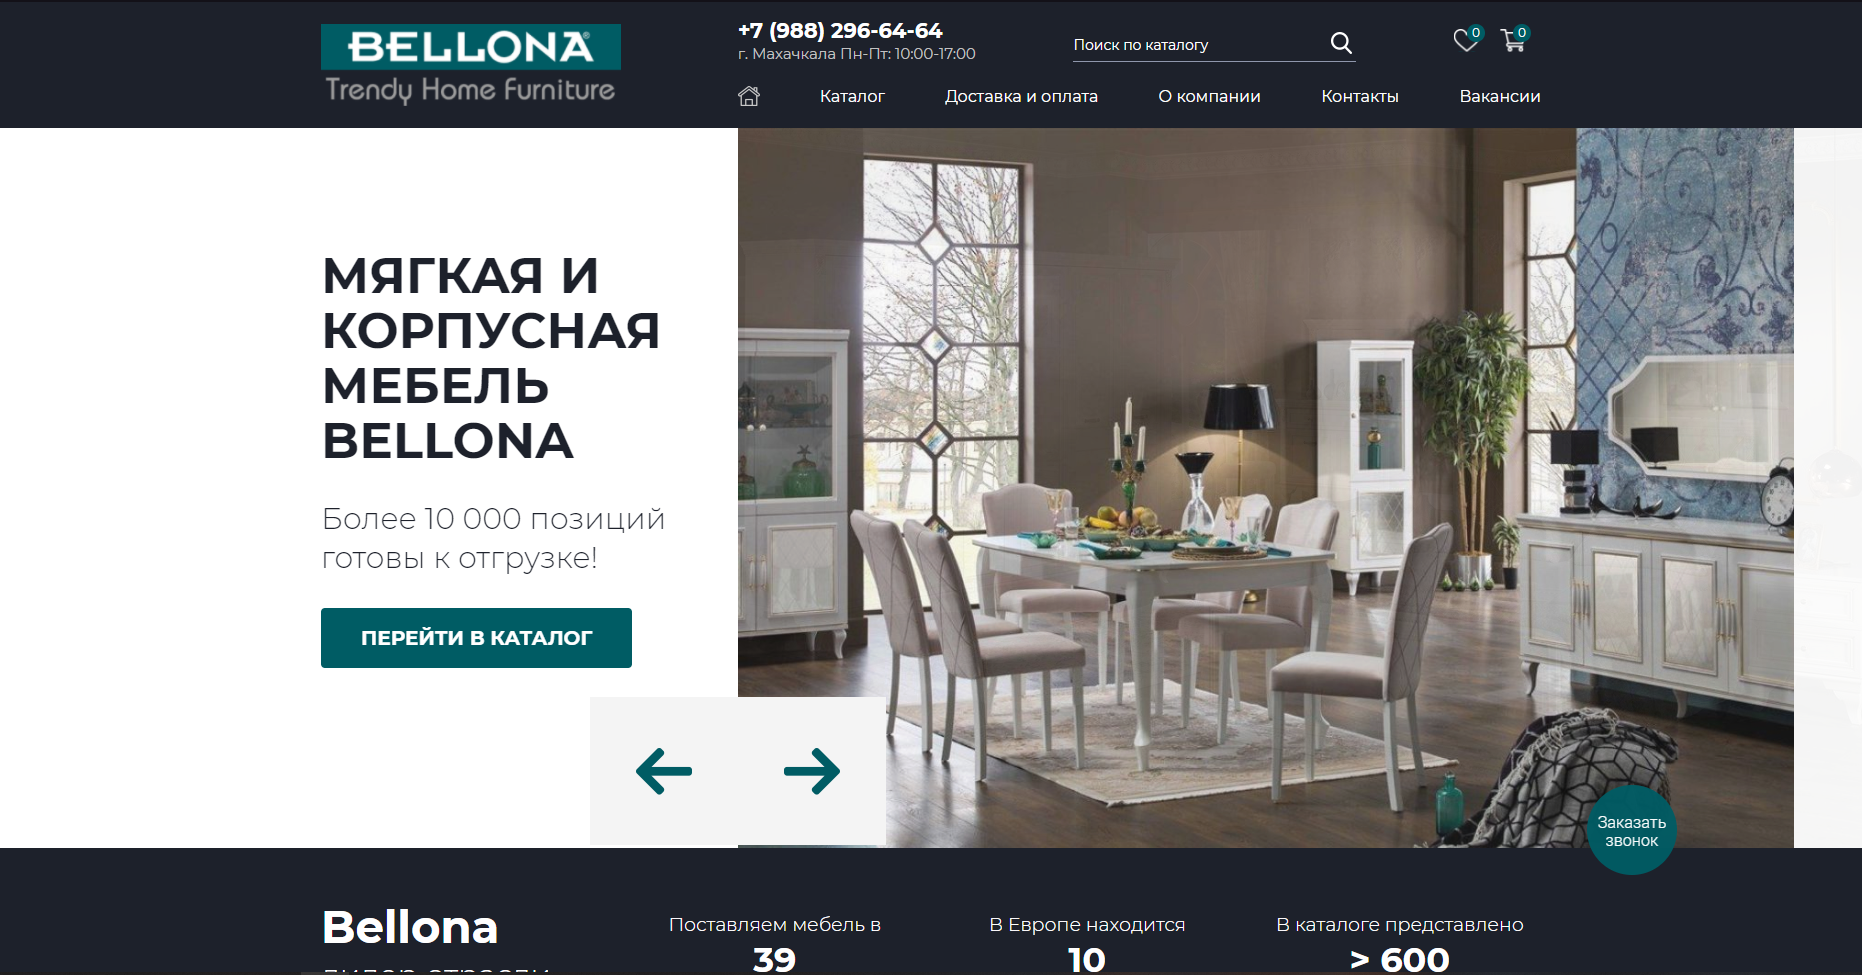 BELLONA®
Trendy Home Furniture
+7 (988) 296-64-64
г. Махачкала Пн-Пт: 10:00-17:00
Поиск по каталогу
0
0
Каталог
Доставка и оплата
О компании
Контакты
Вакансии
МЯГКАЯ И
КОРПУСНАЯ
МЕБЕЛЬ
BELLONA
Более 10 000 позиций
готовы к отгрузке!
ПЕРЕЙТИ В КАТАЛОГ
Заказать
звонок
Bellona
лидер отрасли
Поставляем мебель в
39
В Европе находится
10
В каталоге представлено
> 600